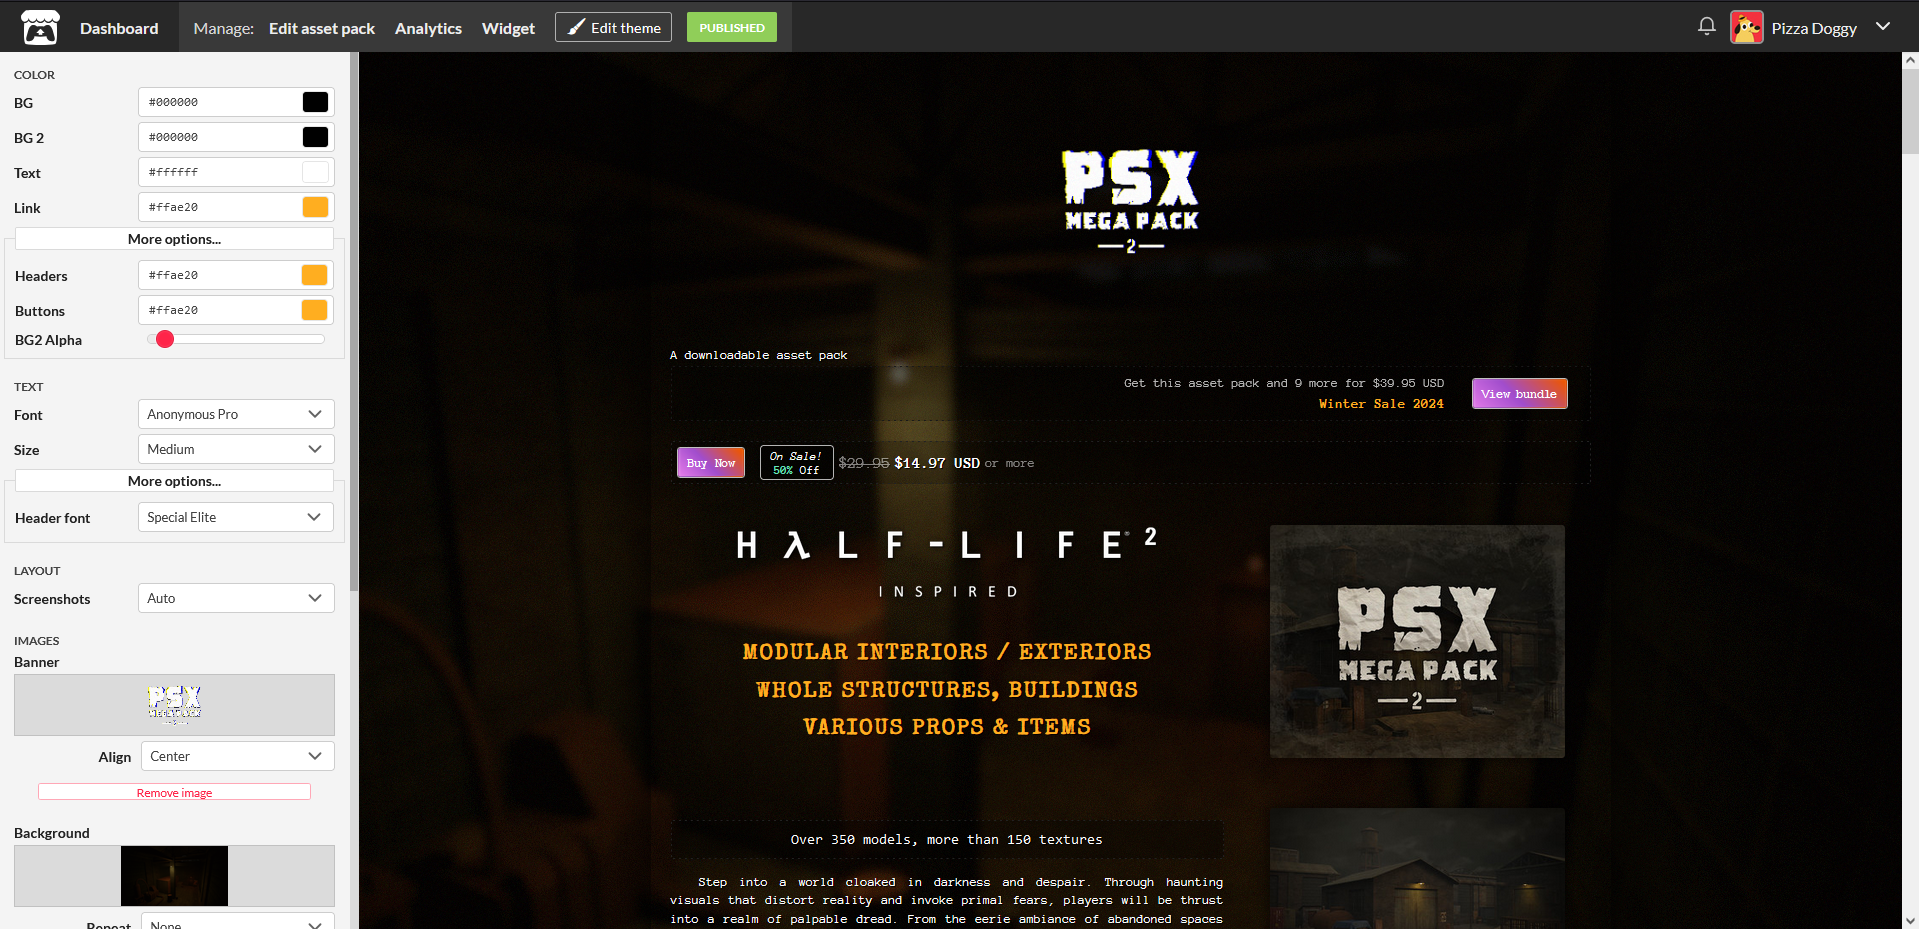 Dashboard
Manage: Edit asset pack Analytics Widget Edit theme PUBLISHED
Pizza Doggy
COLOR
BG #000000
BG 2 #000000
Text #ffffff
Link #ffae20
More options...
Headers #ffae20
Buttons #ffae20
BG2 Alpha
TEXT
Font Anonymous Pro
Size Medium
More options...
Header font Special Elite
LAYOUT
Screenshots Auto
IMAGES
Banner
PSX
MEGA PACK
Align Center
Remove image
Background
Repeat None
PSX
MEGA PACK
2
A downloadable asset pack
Get this asset pack and 9 more for $39.95 USD
Winter Sale 2024
View bundle
Buy Now
On Sale!
50% Off
$29.95 $14.97 USD or more
HλLF-LIFE² 
INSPIRED
MODULAR INTERIORS / EXTERIORS
WHOLE STRUCTURES, BUILDINGS
VARIOUS PROPS & ITEMS
PSX
MEGA PACK
2
Over 350 models, more than 150 textures
Step into a world cloaked in darkness and despair. Through haunting
visuals that distort reality and invoke primal fears, players will be thrust
into a realm of palpable dread. From the eerie ambiance of abandoned spaces